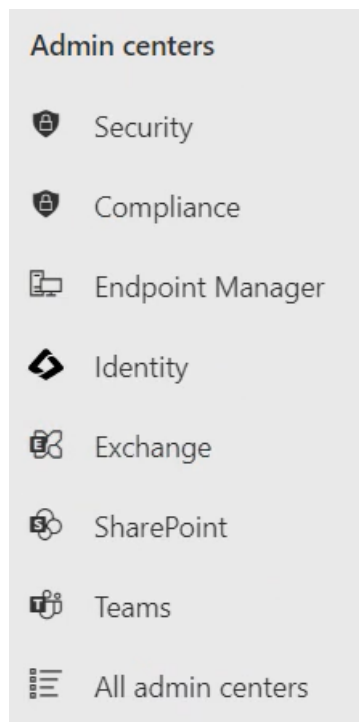 Admin centers
Security
Compliance
Endpoint Manager
Identity
Exchange
SharePoint
Teams
All admin centers